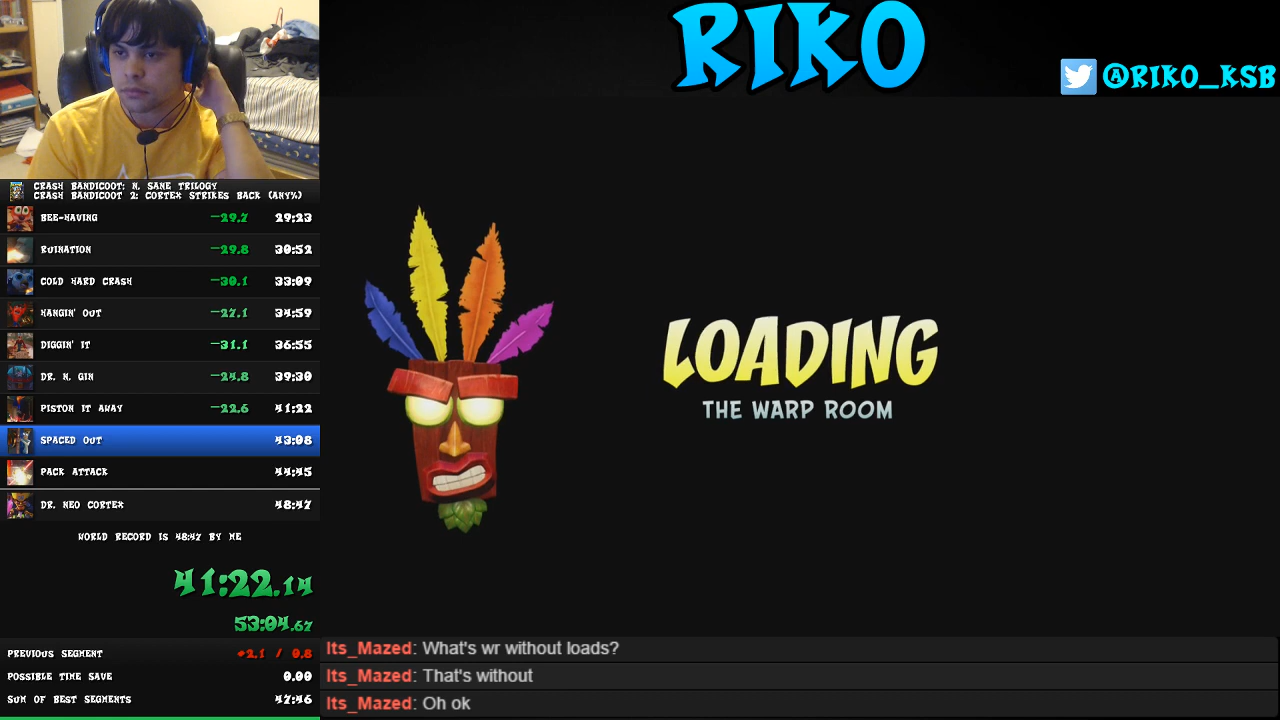 RIKO
@RIKO_KSB
CRASH BANDICOOT: N. SANE TRILOGY
CRASH BANDICOOT 2: CORTEX STRIKES BACK (ANY%)
BEE-HAVING −29.7 29:23
RUINATION −29.8 30:52
COLD HARD CRASH −30.1 33:09
HANGIN' OUT −27.1 34:59
DIGGIN' IT −31.1 36:55
DR. N. GIN −24.8 39:30
PISTON IT AWAY −22.6 41:22
SPACED OUT 43:08
PACK ATTACK 44:45
DR. NEO CORTEX 48:47
WORLD RECORD IS 48:47 BY ME
41:22.14
53:04.67
PREVIOUS SEGMENT +2.1 / 0.8
POSSIBLE TIME SAVE 0.00
SUM OF BEST SEGMENTS 47:46
LOADING
THE WARP ROOM
Its_Mazed: What's wr without loads?
Its_Mazed: That's without
Its_Mazed: Oh ok